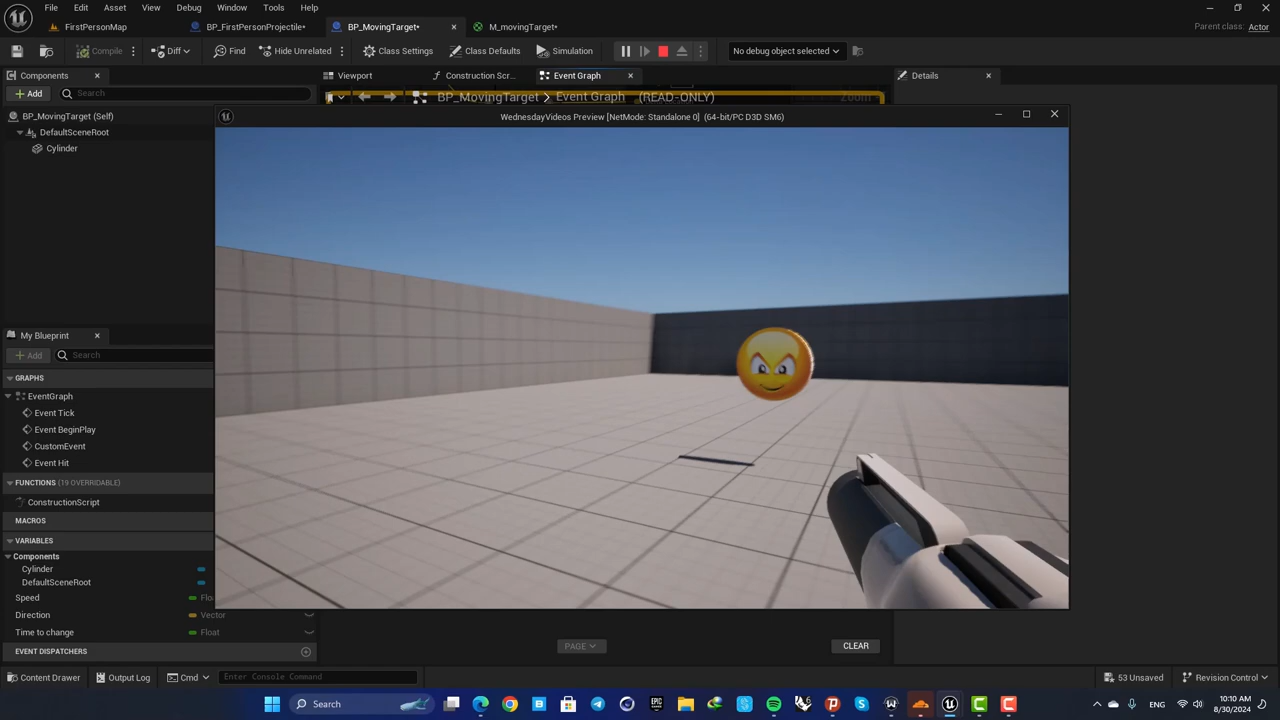 File Edit Asset View Debug Window Tools Help
FirstPersonMap BP_FirstPersonProjectile* BP_MovingTarget* M_movingTarget* Parent class: Actor
Compile Diff Find Hide Unrelated Class Settings Class Defaults Simulation No debug object selected
Components Viewport Construction Scr... Event Graph Details
Add Search BP_MovingTarget > Event Graph (READ-ONLY) Zoom
BP_MovingTarget (Self) WednesdayVideos Preview [NetMode: Standalone 0] (64-bit/PC D3D SM6)
DefaultSceneRoot
Cylinder
My Blueprint
Add Search
GRAPHS
EventGraph
Event Tick
Event BeginPlay
CustomEvent
Event Hit
FUNCTIONS (19 OVERRIDABLE)
ConstructionScript
MACROS
VARIABLES
Components
Cylinder
DefaultSceneRoot
Speed
Direction Vector
Time to change Float
PAGE CLEAR
EVENT DISPATCHERS
Content Drawer Output Log Cmd Enter Console Command 53 Unsaved Revision Control
Search ENG 10:10 AM
8/30/2024